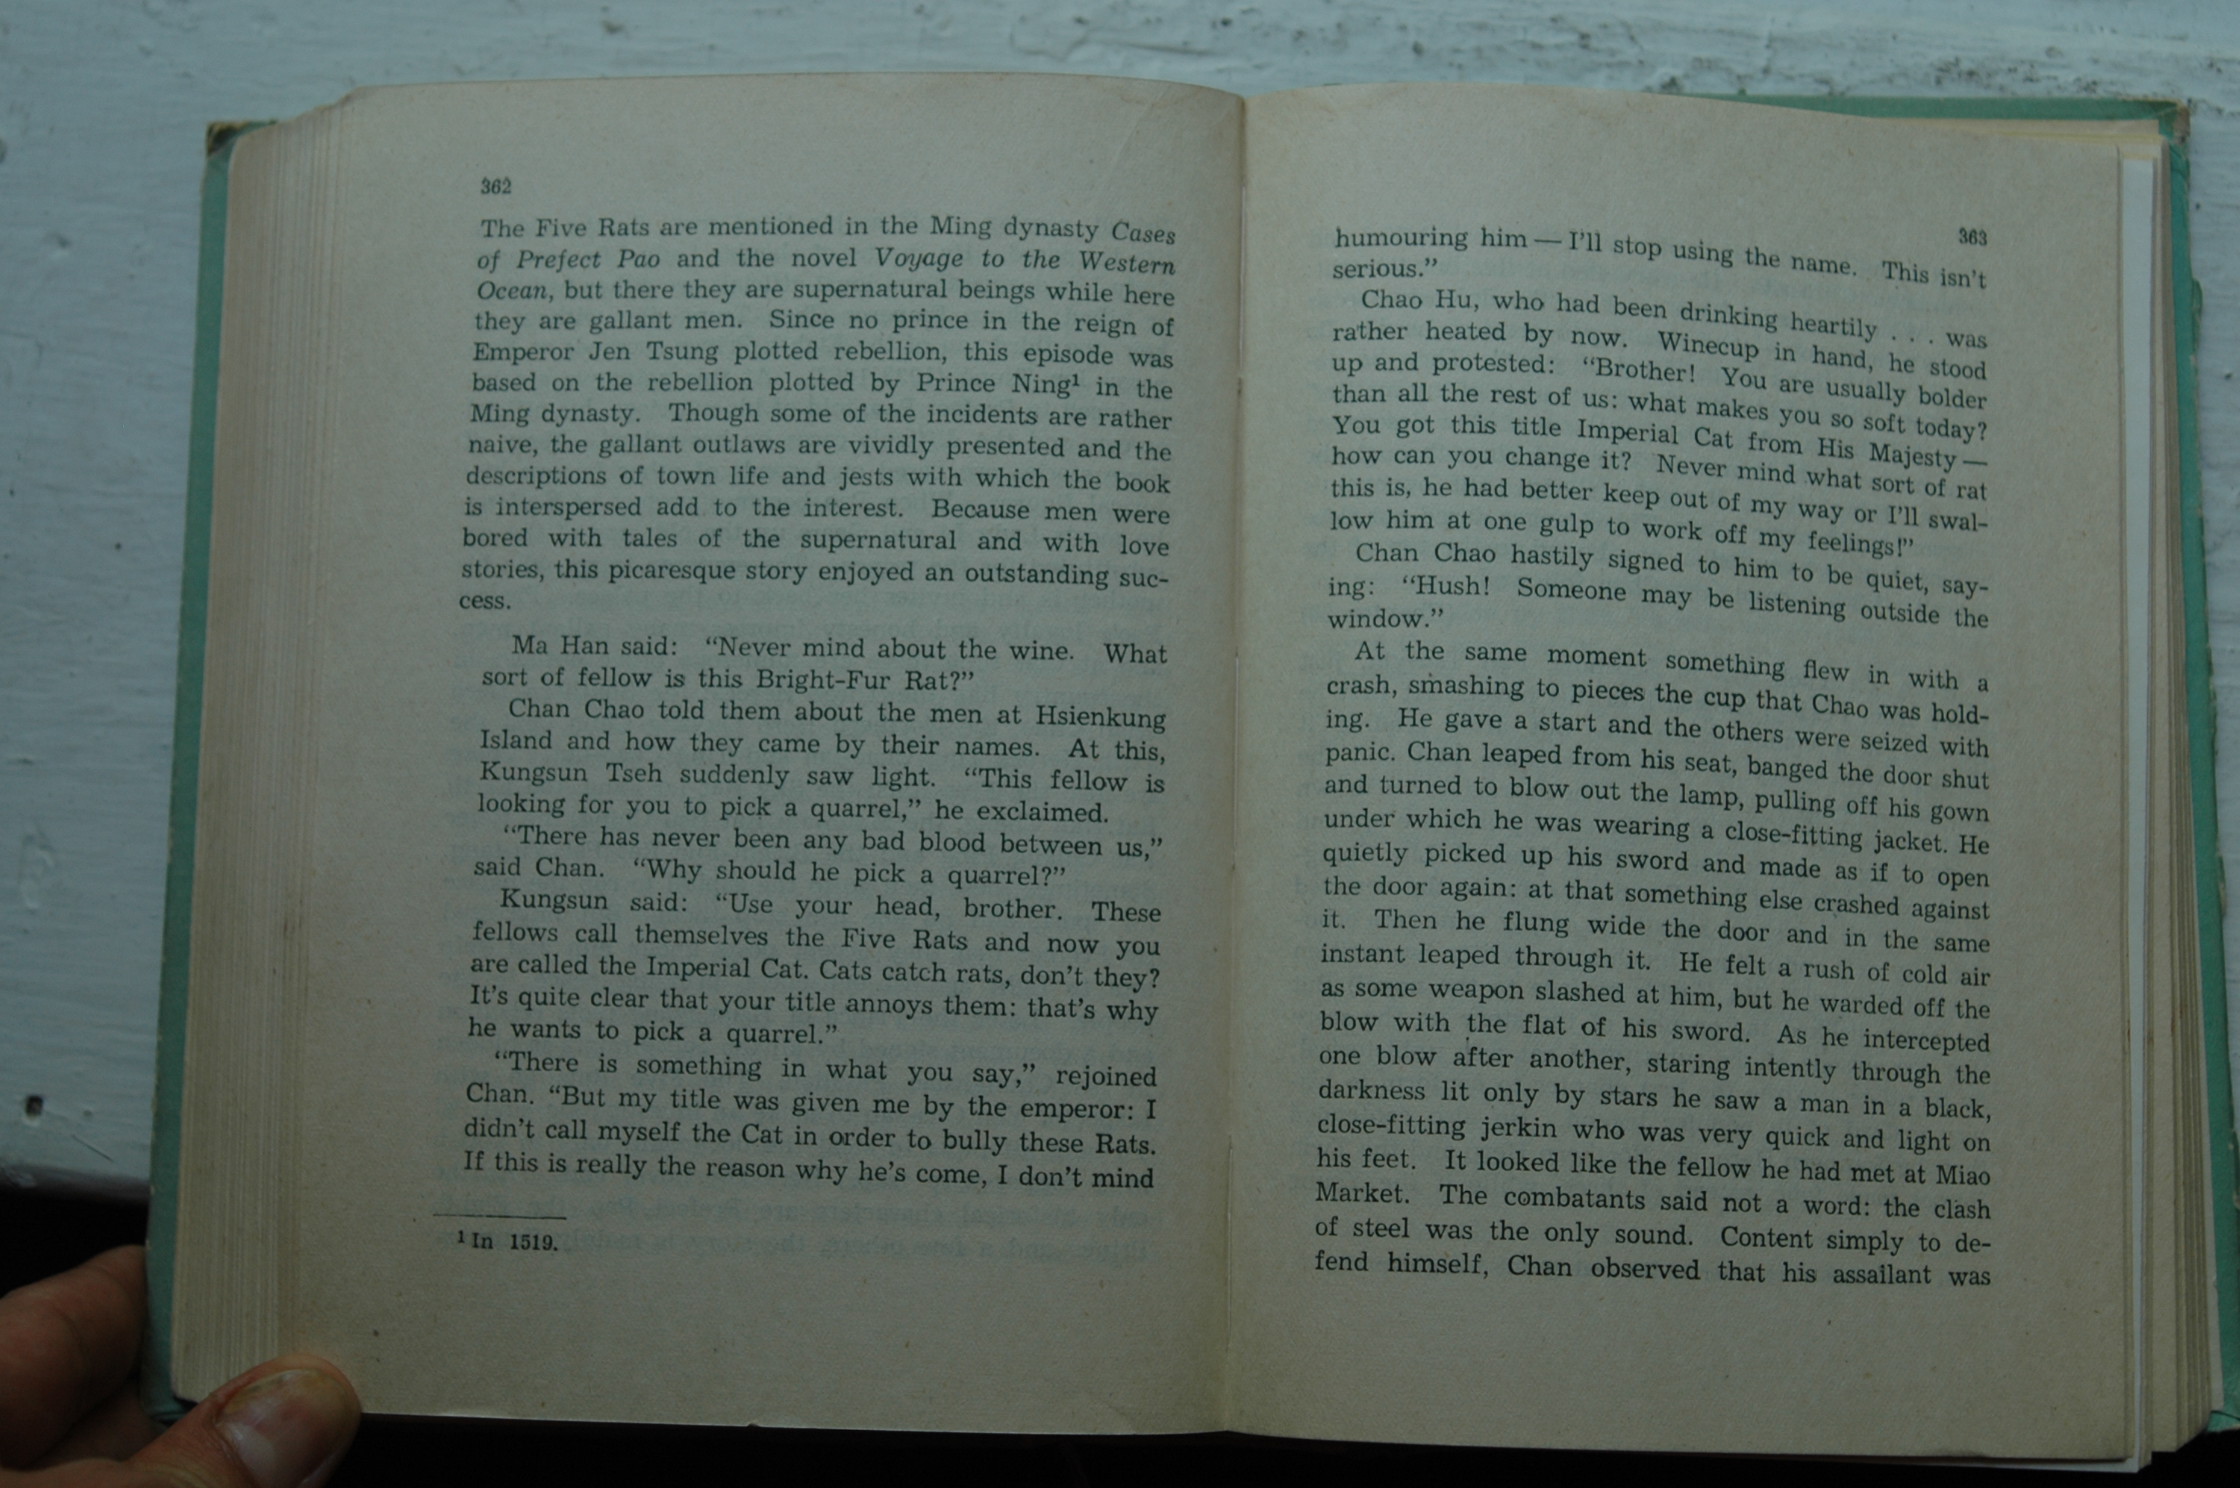 362
The Five Rats are mentioned in the Ming dynasty Cases
of Prefect Pao and the novel Voyage to the Western
Ocean, but there they are supernatural beings while here
they are gallant men. Since no prince in the reign of
Emperor Jen Tsung plotted rebellion, this episode was
based on the rebellion plotted by Prince Ning¹ in the
Ming dynasty. Though some of the incidents are rather
naive, the gallant outlaws are vividly presented and the
descriptions of town life and jests with which the book
is interspersed add to the interest. Because men were
bored with tales of the supernatural and with love
stories, this picaresque story enjoyed an outstanding suc-
cess.
Ma Han said: “Never mind about the wine. What
sort of fellow is this Bright-Fur Rat?”
Chan Chao told them about the men at Hsienkung
Island and how they came by their names. At this,
Kungsun Tseh suddenly saw light. “This fellow is
looking for you to pick a quarrel,” he exclaimed.
“There has never been any bad blood between us,”
said Chan. “Why should he pick a quarrel?”
Kungsun said: “Use your head, brother. These
fellows call themselves the Five Rats and now you
are called the Imperial Cat. Cats catch rats, don’t they?
It’s quite clear that your title annoys them: that’s why
he wants to pick a quarrel.”
“There is something in what you say,” rejoined
Chan. “But my title was given me by the emperor: I
didn’t call myself the Cat in order to bully these Rats.
If this is really the reason why he’s come, I don’t mind
¹ In 1519.
363
humouring him — I’ll stop using the name. This isn’t
serious.”
Chao Hu, who had been drinking heartily . . . was
rather heated by now. Winecup in hand, he stood
up and protested: “Brother! You are usually bolder
than all the rest of us: what makes you so soft today?
You got this title Imperial Cat from His Majesty —
how can you change it? Never mind what sort of rat
this is, he had better keep out of my way or I’ll swal-
low him at one gulp to work off my feelings!”
Chan Chao hastily signed to him to be quiet, say-
ing: “Hush! Someone may be listening outside the
window.”
At the same moment something flew in with a
crash, smashing to pieces the cup that Chao was hold-
ing. He gave a start and the others were seized with
panic. Chan leaped from his seat, banged the door shut
and turned to blow out the lamp, pulling off his gown
under which he was wearing a close-fitting jacket. He
quietly picked up his sword and made as if to open
the door again: at that something else crashed against
it. Then he flung wide the door and in the same
instant leaped through it. He felt a rush of cold air
as some weapon slashed at him, but he warded off the
blow with the flat of his sword. As he intercepted
one blow after another, staring intently through the
darkness lit only by stars he saw a man in a black,
close-fitting jerkin who was very quick and light on
his feet. It looked like the fellow he had met at Miao
Market. The combatants said not a word: the clash
of steel was the only sound. Content simply to de-
fend himself, Chan observed that his assailant was